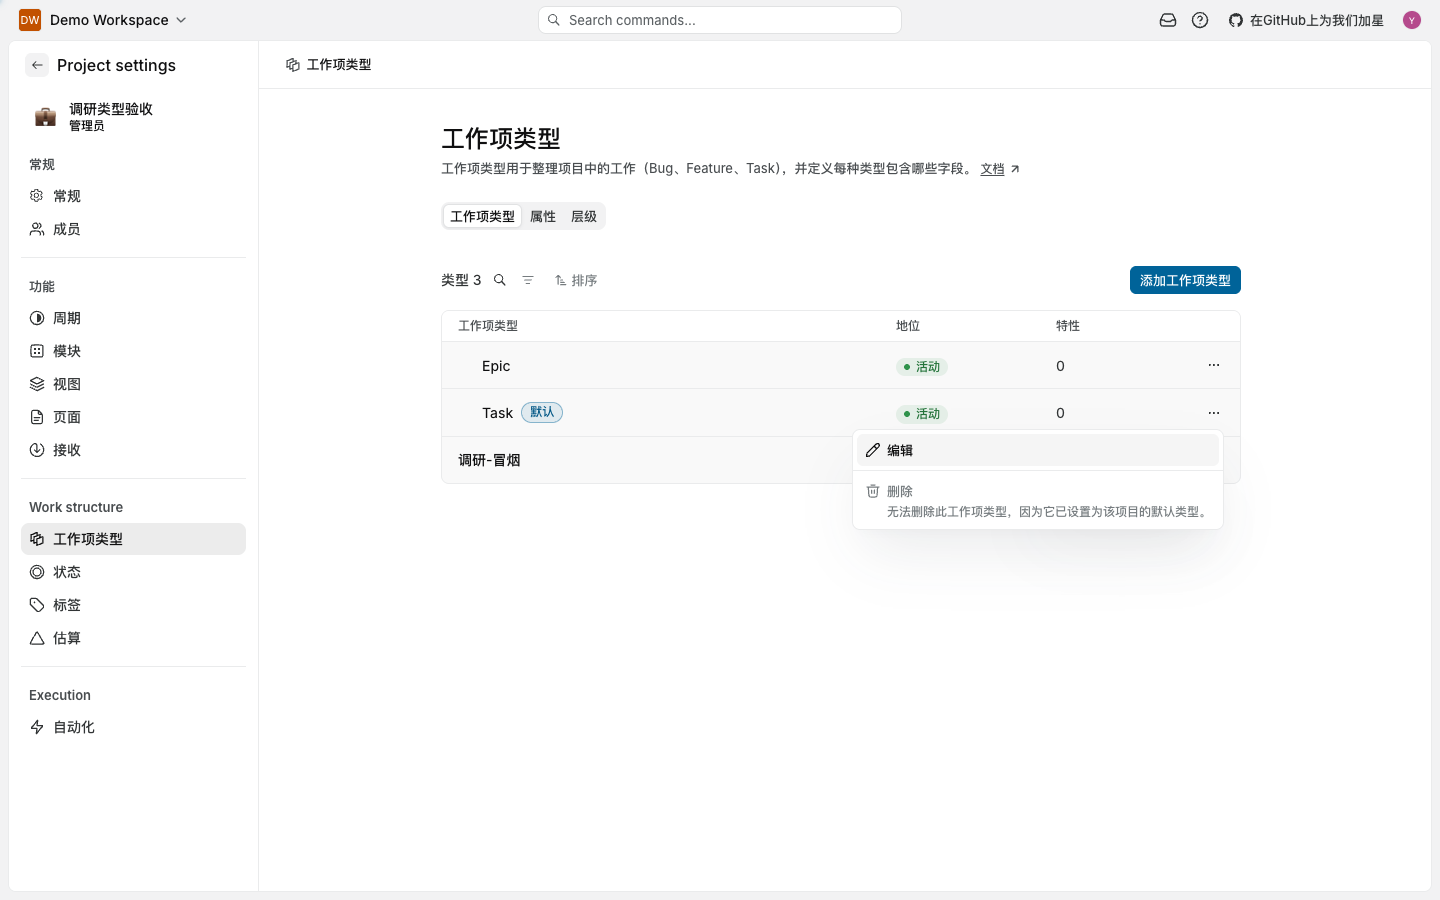 DW Demo Workspace
Search commands...
在GitHub上为我们加星
Y
Project settings
调研类型验收
管理员
常规
常规
成员
功能
周期
模块
视图
页面
接收
Work structure
工作项类型
状态
标签
估算
Execution
自动化
工作项类型
工作项类型
工作项类型用于整理项目中的工作（Bug、Feature、Task），并定义每种类型包含哪些字段。 文档
工作项类型 属性 层级
类型 3 排序 添加工作项类型
工作项类型 地位 特性
Epic 活动 0
Task 默认 活动 0
调研-冒烟
编辑
删除
无法删除此工作项类型，因为它已设置为该项目的默认类型。